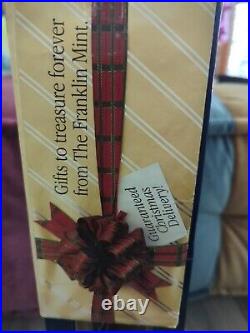 Gifts to treasure forever
from The Franklin Mint.
Guaranteed
Christmas
Delivery!